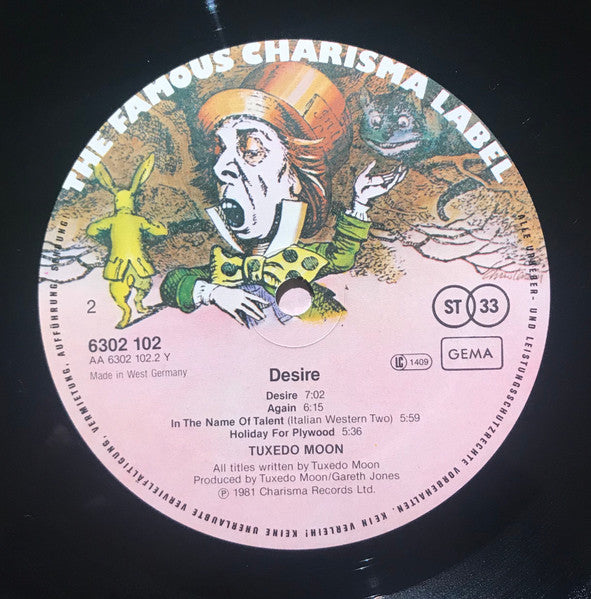 THE FAMOUS CHARISMA LABEL
2
6302 102
AA 6302 102.2 Y
Made in West Germany
ST 33
LC 1409
GEMA
Desire
Desire 7:02
Again 6:15
In The Name Of Talent (Italian Western Two) 5:59
Holiday For Plywood 5:36
TUXEDO MOON
All titles written by Tuxedo Moon
Produced by Tuxedo Moon/Gareth Jones
℗ 1981 Charisma Records Ltd.
ALLE URHEBER- UND LEISTUNGSSCHUTZRECHTE VORBEHALTEN. KEIN VERLEIH! KEINE UNERLAUBTE VERVIELFÄLTIGUNG, VERMIETUNG, AUFFÜHRUNG, SENDUNG!